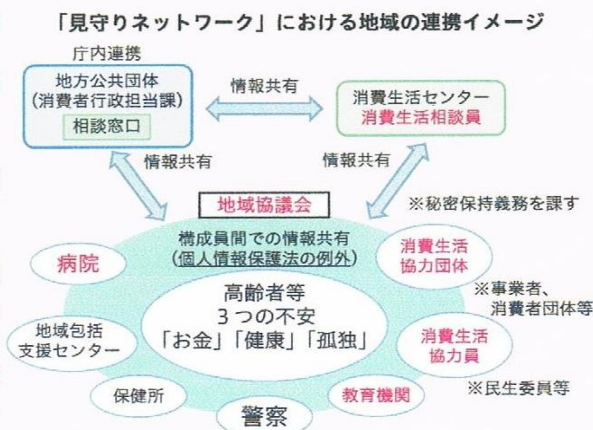 「見守りネットワーク」における地域の連携イメージ
庁内連携
地方公共団体
(消費者行政担当課)
相談窓口
情報共有
消費生活センター
消費生活相談員
情報共有
情報共有
地域協議会
※秘密保持義務を課す
構成員間での情報共有
(個人情報保護法の例外)
病院
消費生活
協力団体
※事業者、
消費者団体等
高齢者等
3つの不安
「お金」「健康」「孤独」
地域包括
支援センター
消費生活
協力員
※民生委員等
保健所
教育機関
警察